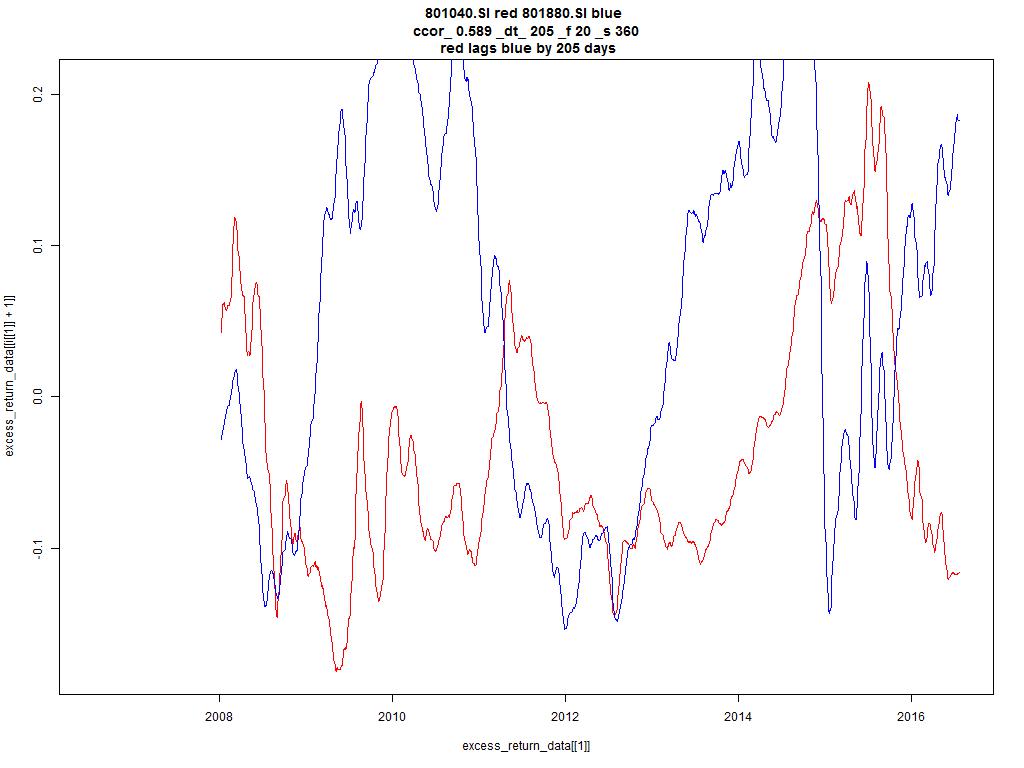 801040.SI red 801880.SI blue
ccor_ 0.589 _dt_ 205 _f 20 _s 360
red lags blue by 205 days
excess_return_data[[i[[1]] + 1]]
0.2
0.1
0.0
-0.1
2008 2010 2012 2014 2016
excess_return_data[[1]]